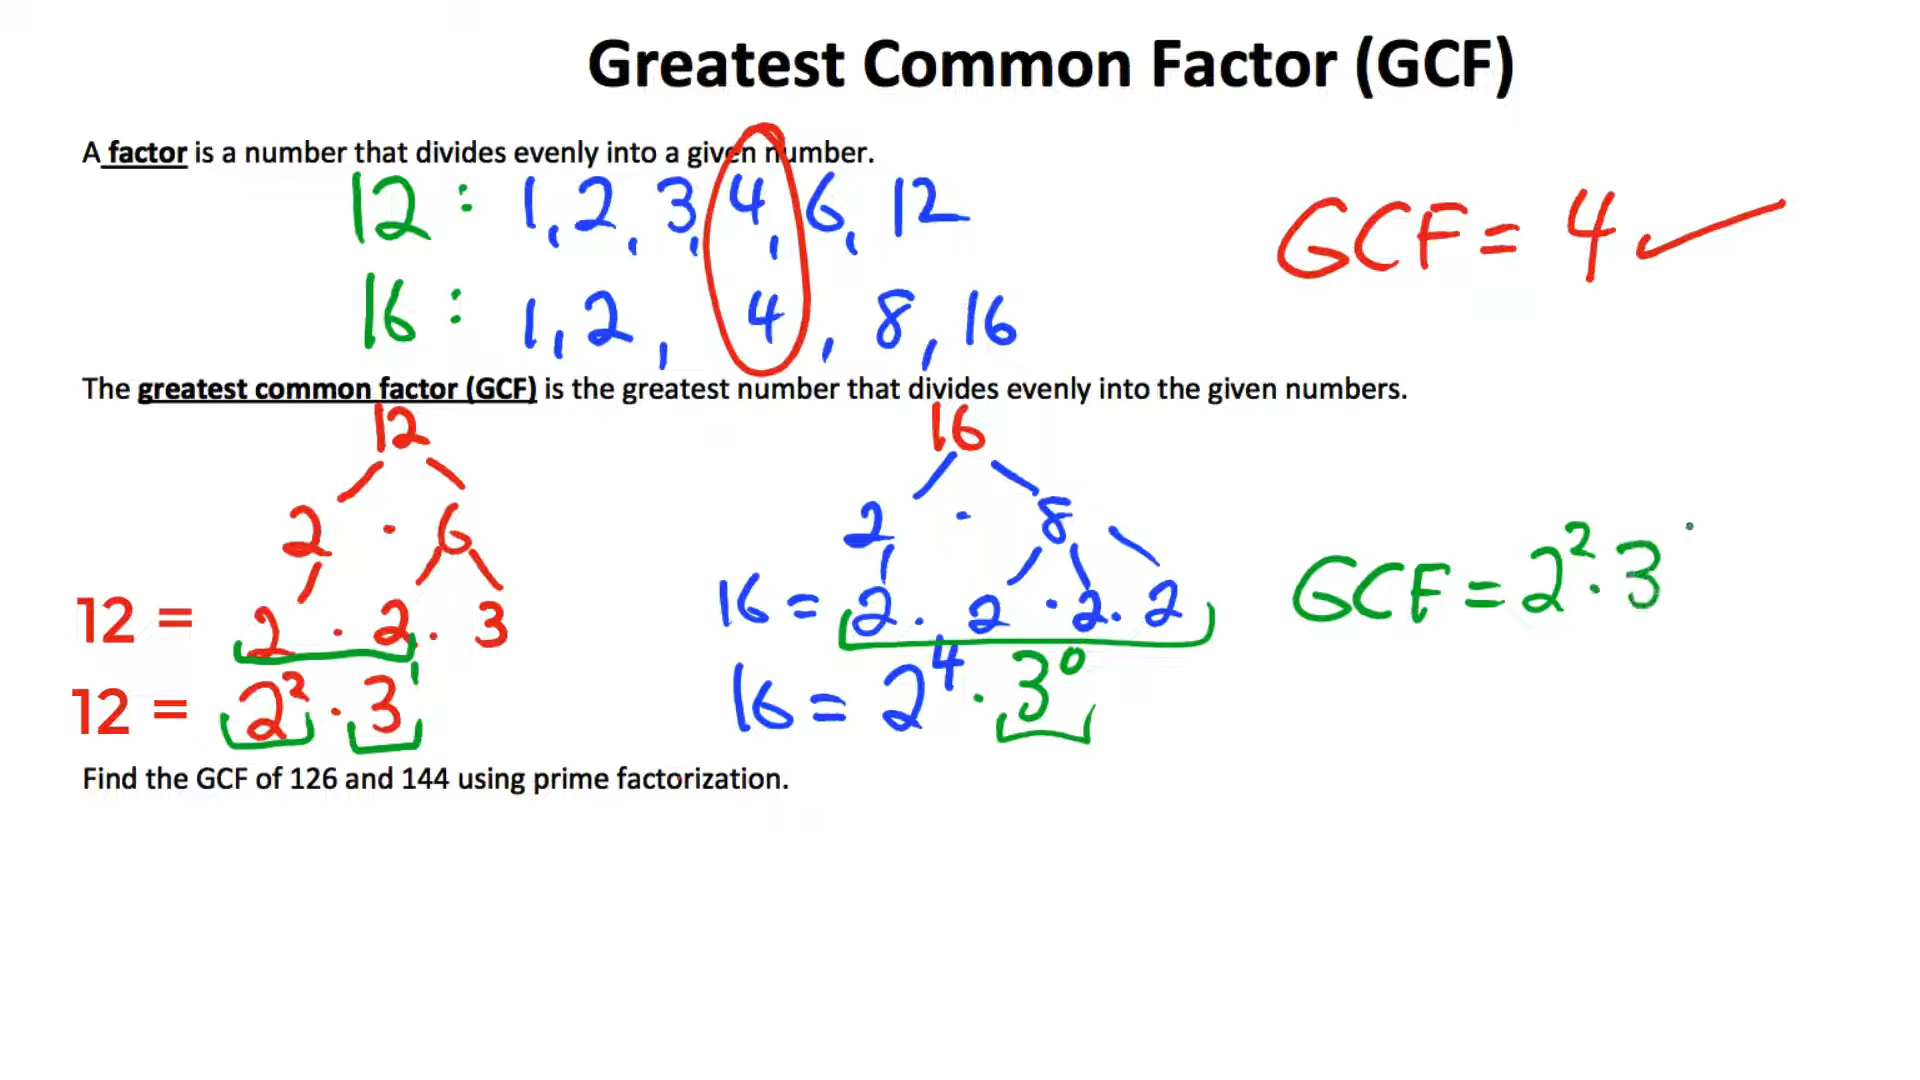 Greatest Common Factor (GCF)
A factor is a number that divides evenly into a given number.
12 : 1, 2, 3, 4, 6, 12
GCF = 4 ✓
16 : 1, 2, 4, 8, 16
The greatest common factor (GCF) is the greatest number that divides evenly into the given numbers.
12
16
2 · 6
2 · 8
12 = 2 · 2 · 3
16 = 2 · 2 · 2 · 2
GCF = 2² · 3
12 = 2² · 3¹
16 = 2⁴ · 3⁰
Find the GCF of 126 and 144 using prime factorization.